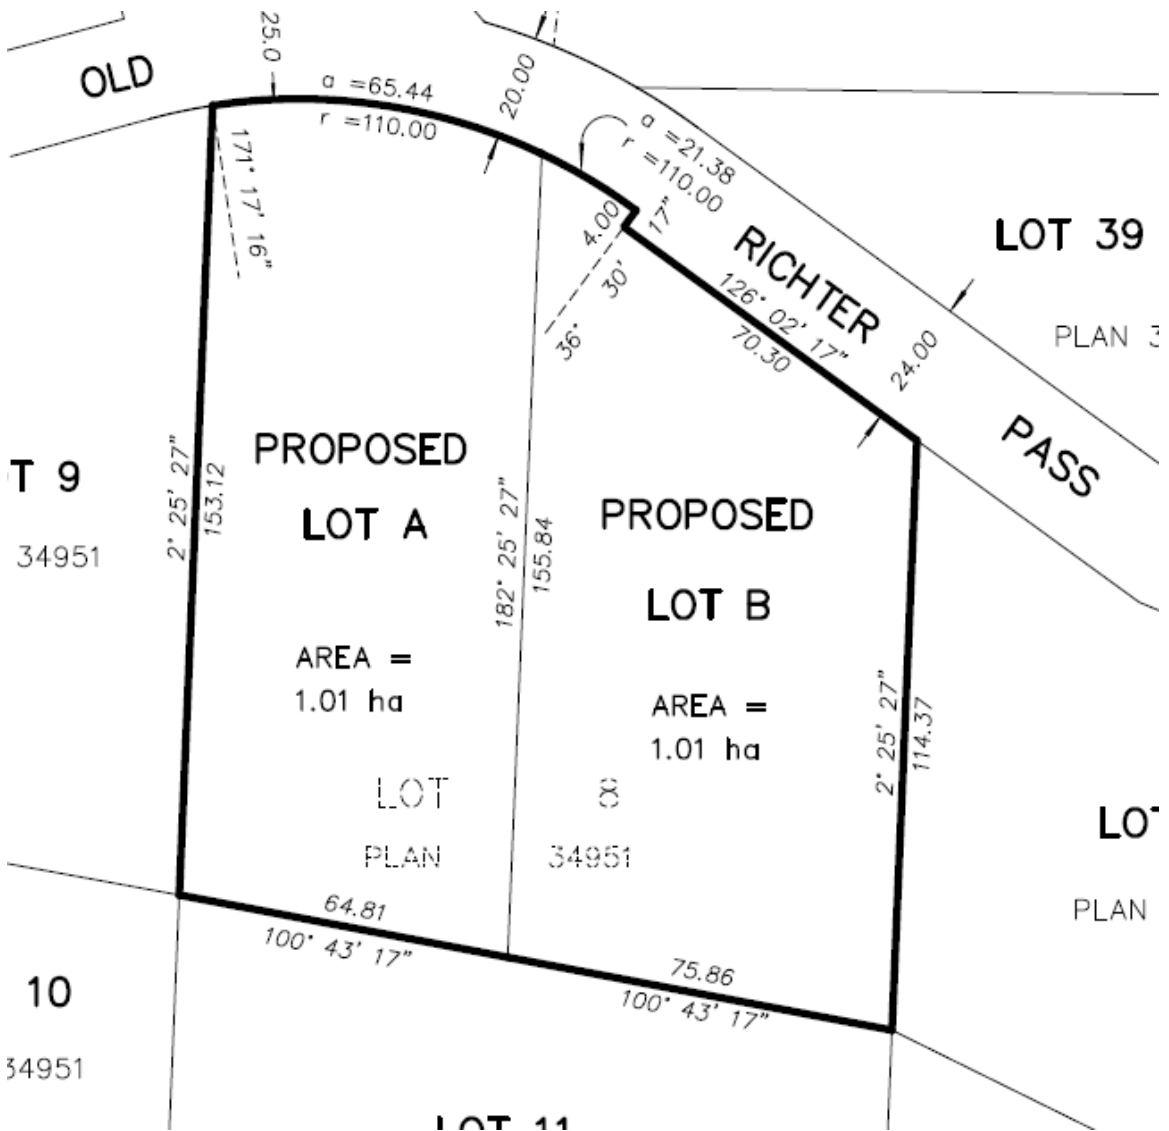 OLD
25.0
a =65.44
r =110.00
20.00
a =21.38
r =110.00
171° 17' 16"
4.00
17"
30'
36°
RICHTER
LOT 39
126° 02' 17"
70.30
PLAN 3
24.00
PASS
PROPOSED
LOT A
T 9
34951
2° 25' 27"
153.12
182° 25' 27"
155.84
PROPOSED
LOT B
AREA =
1.01 ha
AREA =
1.01 ha
2° 25' 27"
114.37
LOT 8
PLAN 34951
LOT
PLAN
64.81
100° 43' 17"
75.86
100° 43' 17"
10
34951
LOT 11